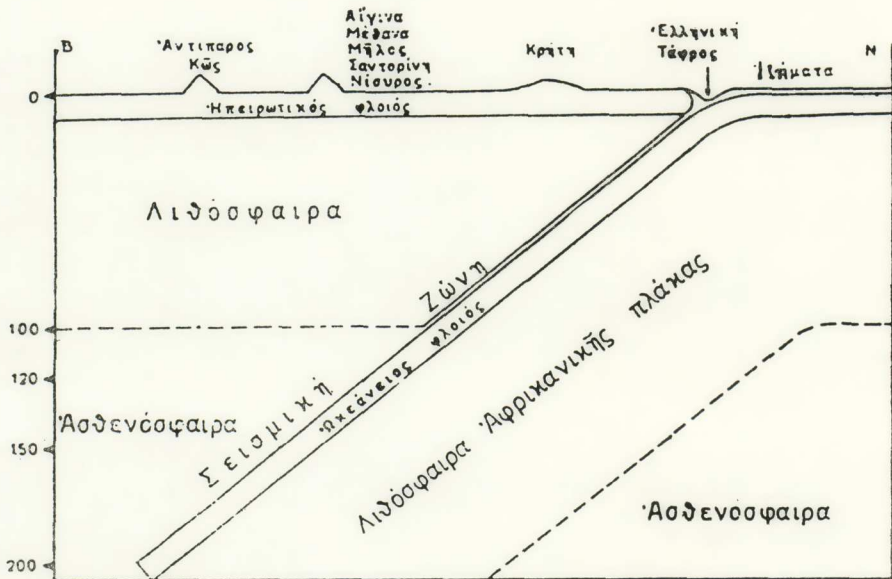 Β
Ἀντίπαρος
Κῶς
Αἴγινα
Μέθανα
Μῆλος
Σαντορίνη
Νίσυρος
Κρήτη
Ἑλληνική
Τάφρος
Ἱζήματα
Ν
0
Ἠπειρωτικός φλοιός
Λιθόσφαιρα
100
120
150
200
Σεισμική Ζώνη
Ὠκεάνειος φλοιός
Λιθόσφαιρα Ἀφρικανικῆς πλάκας
Ἀσθενόσφαιρα
Ἀσθενόσφαιρα